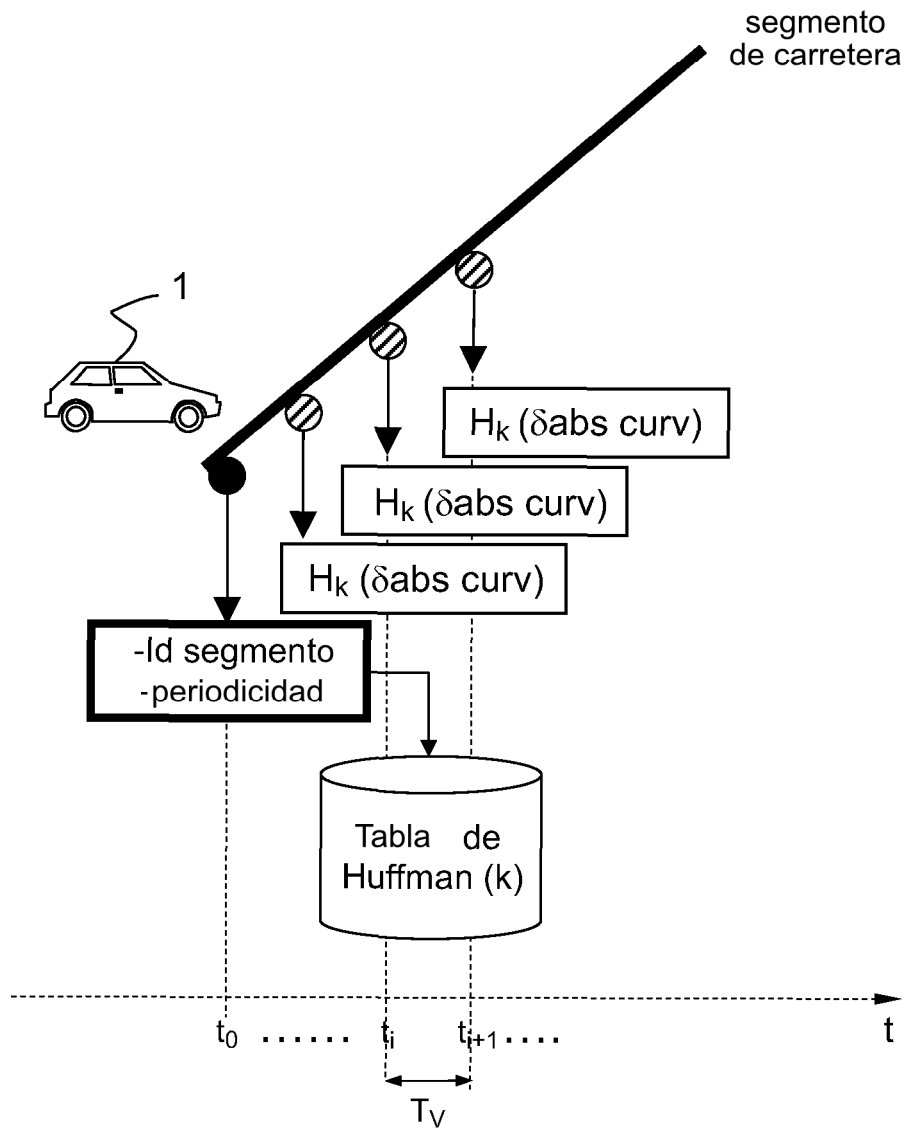 segmento
de carretera
1
Hk (δabs curv)
Hk (δabs curv)
Hk (δabs curv)
-Id segmento
-periodicidad
Tabla de
Huffman (k)
t0 ...... ti ti+1 .... t
TV